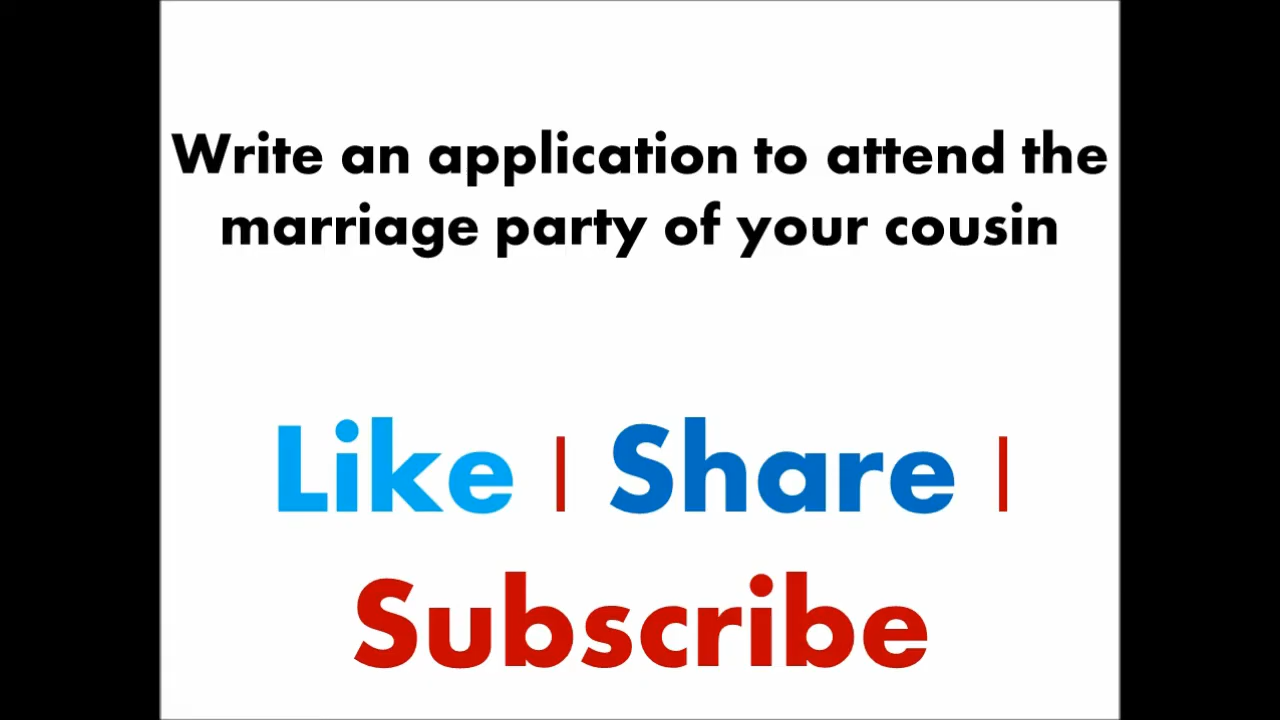 Write an application to attend the
marriage party of your cousin
Like | Share |
Subscribe